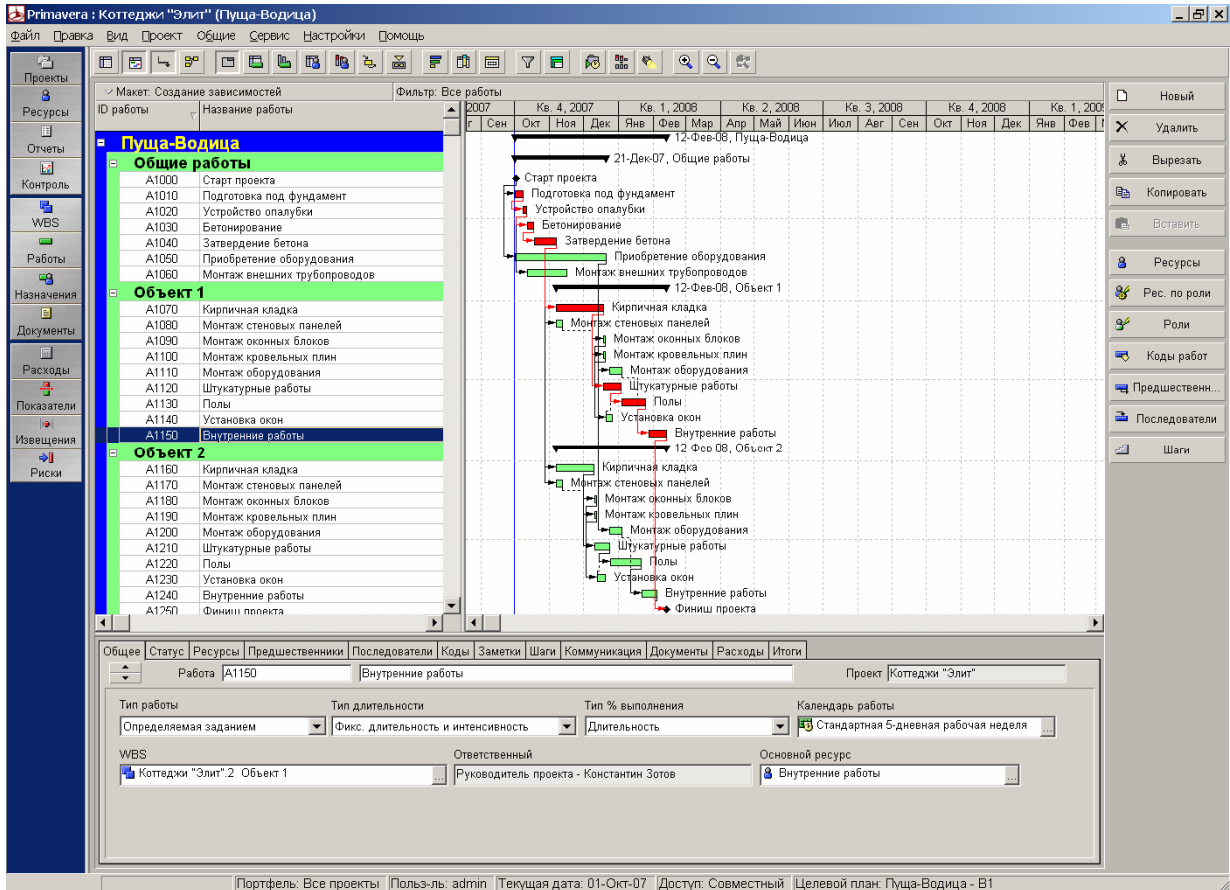 Primavera : Коттеджи "Элит" (Пуща-Водица)
Файл Правка Вид Проект Общие Сервис Настройки Помощь
Проекты
Ресурсы
Отчеты
Контроль
WBS
Работы
Назначения
Документы
Расходы
Показатели
Извещения
Риски
Макет: Создание зависимостей Фильтр: Все работы
ID работы Название работы
2007 Кв. 4, 2007 Кв. 1, 2008 Кв. 2, 2008 Кв. 3, 2008 Кв. 4, 2008 Кв. 1, 200
г Сен Окт Ноя Дек Янв Фев Мар Апр Май Июн Июл Авг Сен Окт Ноя Дек Янв Фев
Пуща-Водица 12-Фев-08, Пуща-Водица
Общие работы 21-Дек-07, Общие работы
A1000 Старт проекта Старт проекта
A1010 Подготовка под фундамент Подготовка под фундамент
A1020 Устройство опалубки Устройство опалубки
A1030 Бетонирование Бетонирование
A1040 Затвердение бетона Затвердение бетона
A1050 Приобретение оборудования Приобретение оборудования
A1060 Монтаж внешних трубопроводов Монтаж внешних трубопроводов
Объект 1 12-Фев-08, Объект 1
A1070 Кирпичная кладка Кирпичная кладка
A1080 Монтаж стеновых панелей Монтаж стеновых панелей
A1090 Монтаж оконных блоков Монтаж оконных блоков
A1100 Монтаж кровельных плин Монтаж кровельных плин
A1110 Монтаж оборудования Монтаж оборудования
A1120 Штукатурные работы Штукатурные работы
A1130 Полы Полы
A1140 Установка окон Установка окон
A1150 Внутренние работы Внутренние работы
Объект 2 12 Фев 08, Объект 2
A1160 Кирпичная кладка Кирпичная кладка
A1170 Монтаж стеновых панелей Монтаж стеновых панелей
A1180 Монтаж оконных блоков Монтаж оконных блоков
A1190 Монтаж кровельных плин Монтаж кровельных плин
A1200 Монтаж оборудования Монтаж оборудования
A1210 Штукатурные работы Штукатурные работы
A1220 Полы Полы
A1230 Установка окон Установка окон
A1240 Внутренние работы Внутренние работы
A1250 Финиш проекта Финиш проекта
Новый
Удалить
Вырезать
Копировать
Вставить
Ресурсы
Рес. по роли
Роли
Коды работ
Предшественн...
Последователи
Шаги
Общее Статус Ресурсы Предшественники Последователи Коды Заметки Шаги Коммуникация Документы Расходы Итоги
Работа A1150 Внутренние работы Проект Коттеджи "Элит"
Тип работы Тип длительности Тип % выполнения Календарь работы
Определяемая заданием Фикс. длительность и интенсивность Длительность Стандартная 5-дневная рабочая неделя ...
WBS Ответственный Основной ресурс
Коттеджи "Элит".2 Объект 1 ... Руководитель проекта - Константин Зотов Внутренние работы ...
Портфель: Все проекты Польз-ль: admin Текущая дата: 01-Окт-07 Доступ: Совместный Целевой план: Пуща-Водица - B1